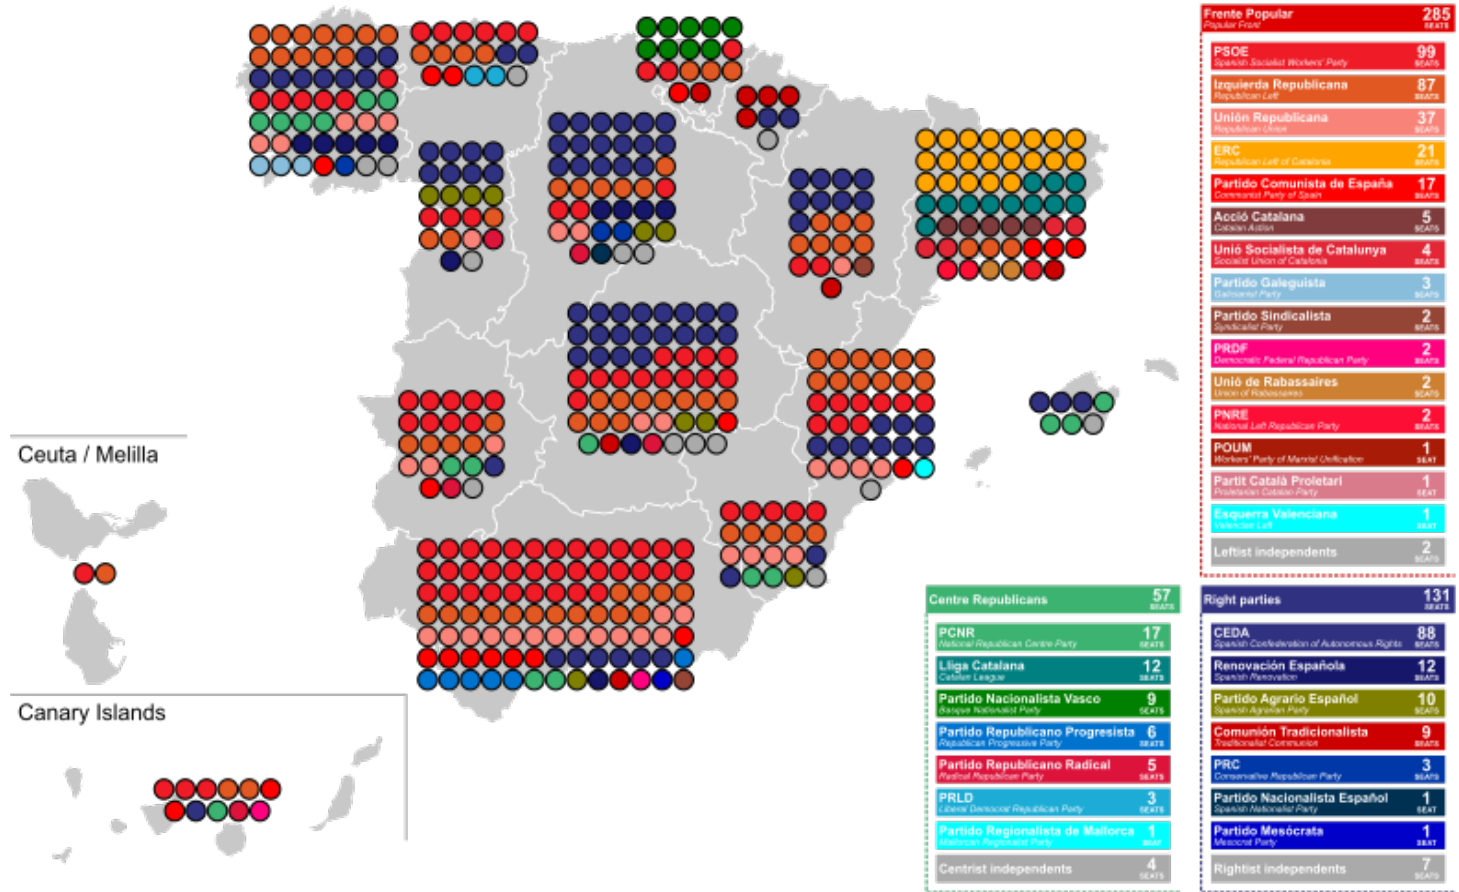 Frente Popular 285
Popular Front SEATS
PSOE 99
Spanish Socialist Workers' Party SEATS
Izquierda Republicana 87
Republican Left SEATS
Unión Republicana 37
Republican Union SEATS
ERC 21
Republican Left of Catalonia SEATS
Partido Comunista de España 17
Communist Party of Spain SEATS
Acció Catalana 5
Catalan Action SEATS
Unió Socialista de Catalunya 4
Socialist Union of Catalonia SEATS
Partido Galeguista 3
Galicianist Party SEATS
Partido Sindicalista 2
Syndicalist Party SEATS
PRDF 2
Democratic Federal Republican Party SEATS
Unió de Rabassaires 2
Union of Rabassaires SEATS
PNRE 2
National Left Republican Party SEATS
POUM 1
Workers' Party of Marxist Unification SEAT
Partit Català Proletari 1
Proletarian Catalan Party SEAT
Esquerra Valenciana 1
Valencian Left SEAT
Leftist independents 2
SEATS
Ceuta / Melilla
Canary Islands
Centre Republicans 57
SEATS
PCNR 17
National Republican Centre Party SEATS
Lliga Catalana 12
Catalan League SEATS
Partido Nacionalista Vasco 9
Basque Nationalist Party SEATS
Partido Republicano Progresista 6
Republican Progressive Party SEATS
Partido Republicano Radical 5
Radical Republican Party SEATS
PRLD 3
Liberal Democrat Republican Party SEATS
Partido Regionalista de Mallorca 1
Mallorcan Regionalist Party SEAT
Centrist independents 4
SEATS
Right parties 131
SEATS
CEDA 88
Spanish Confederation of Autonomous Rights SEATS
Renovación Española 12
Spanish Renovation SEATS
Partido Agrario Español 10
Spanish Agrarian Party SEATS
Comunión Tradicionalista 9
Traditionalist Communion SEATS
PRC 3
Conservative Republican Party SEATS
Partido Nacionalista Español 1
Spanish Nationalist Party SEAT
Partido Mesócrata 1
Mesocrat Party SEAT
Rightist independents 7
SEATS